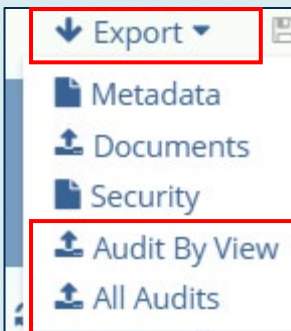 Export
Metadata
Documents
Security
Audit By View
All Audits